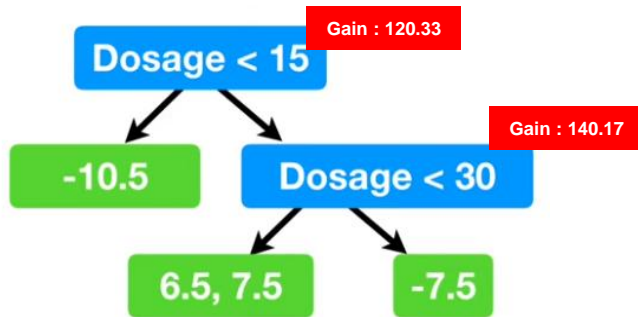 Gain : 120.33
Dosage < 15
Gain : 140.17
-10.5
Dosage < 30
6.5, 7.5
-7.5